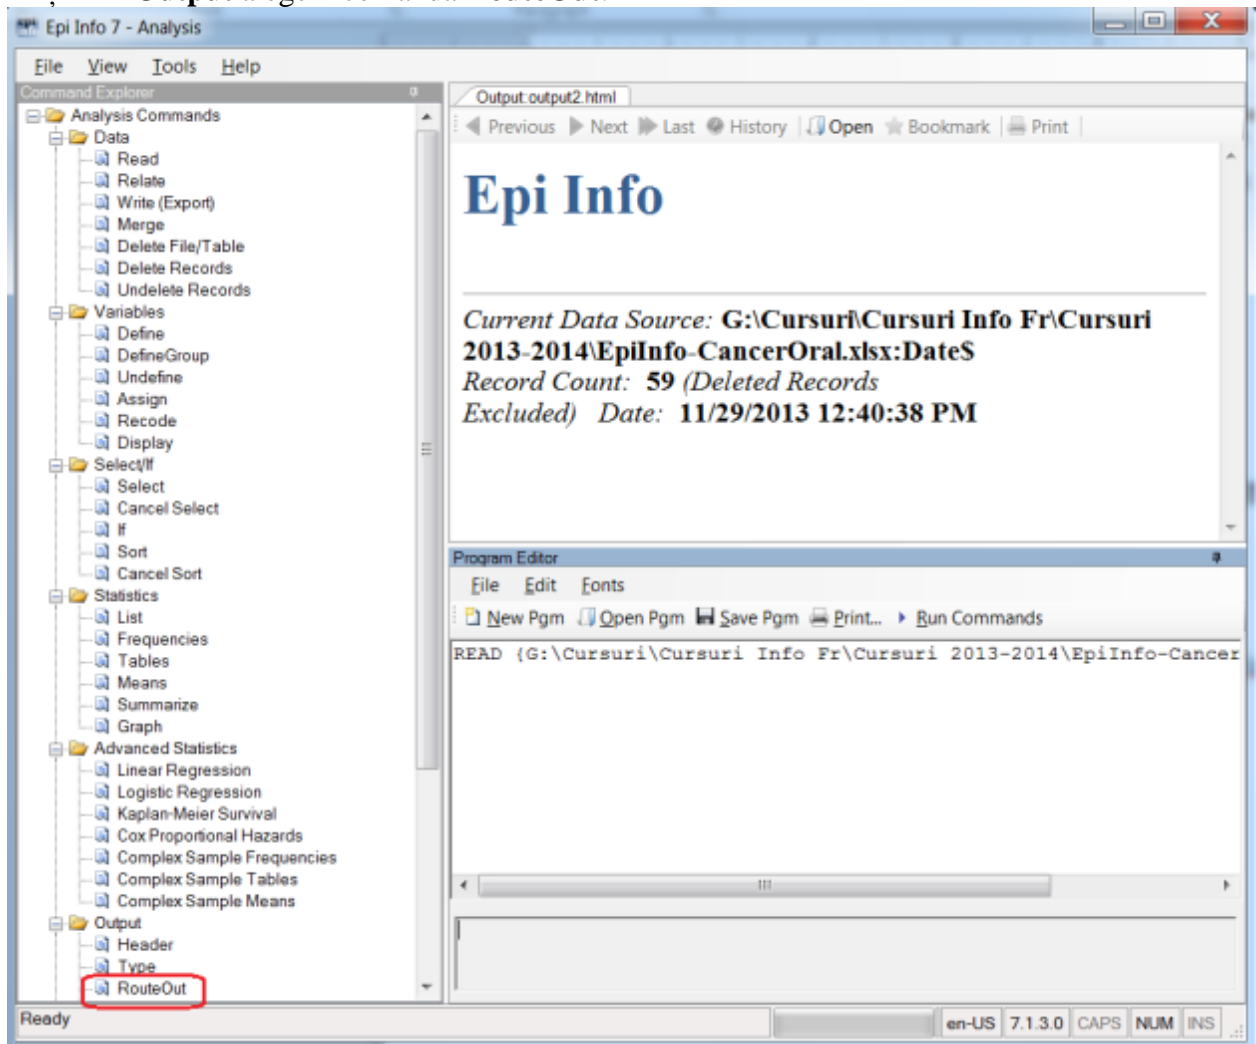 Epi Info 7 - Analysis
File View Tools Help
Command Explorer
Analysis Commands
Data
Read
Relate
Write (Export)
Merge
Delete File/Table
Delete Records
Undelete Records
Variables
Define
DefineGroup
Undefine
Assign
Recode
Display
Select/If
Select
Cancel Select
If
Sort
Cancel Sort
Statistics
List
Frequencies
Tables
Means
Summarize
Graph
Advanced Statistics
Linear Regression
Logistic Regression
Kaplan-Meier Survival
Cox Proportional Hazards
Complex Sample Frequencies
Complex Sample Tables
Complex Sample Means
Output
Header
Type
RouteOut
Output:output2.html
Previous Next Last History Open Bookmark Print
Epi Info
Current Data Source: G:\Cursuri\Cursuri Info Fr\Cursuri
2013-2014\EpiInfo-CancerOral.xlsx:Date$
Record Count: 59 (Deleted Records
Excluded) Date: 11/29/2013 12:40:38 PM
Program Editor
File Edit Fonts
New Pgm Open Pgm Save Pgm Print... Run Commands
READ {G:\Cursuri\Cursuri Info Fr\Cursuri 2013-2014\EpiInfo-Cancer
Ready
en-US 7.1.3.0 CAPS NUM INS